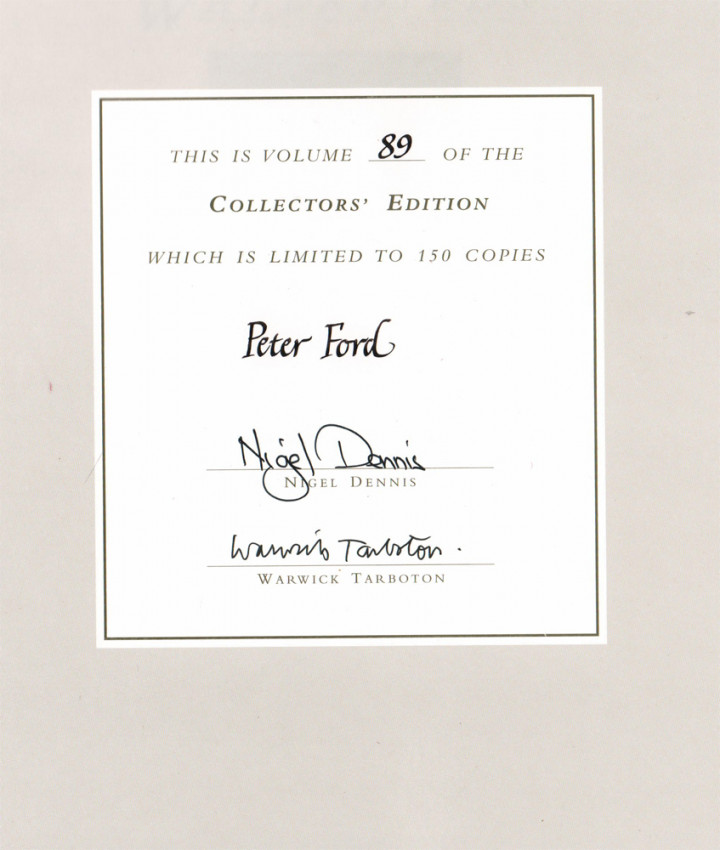 THIS IS VOLUME 89 OF THE
COLLECTORS' EDITION
WHICH IS LIMITED TO 150 COPIES
Peter Ford
Nigel Dennis
NIGEL DENNIS
Warwick Tarboton.
WARWICK TARBOTON